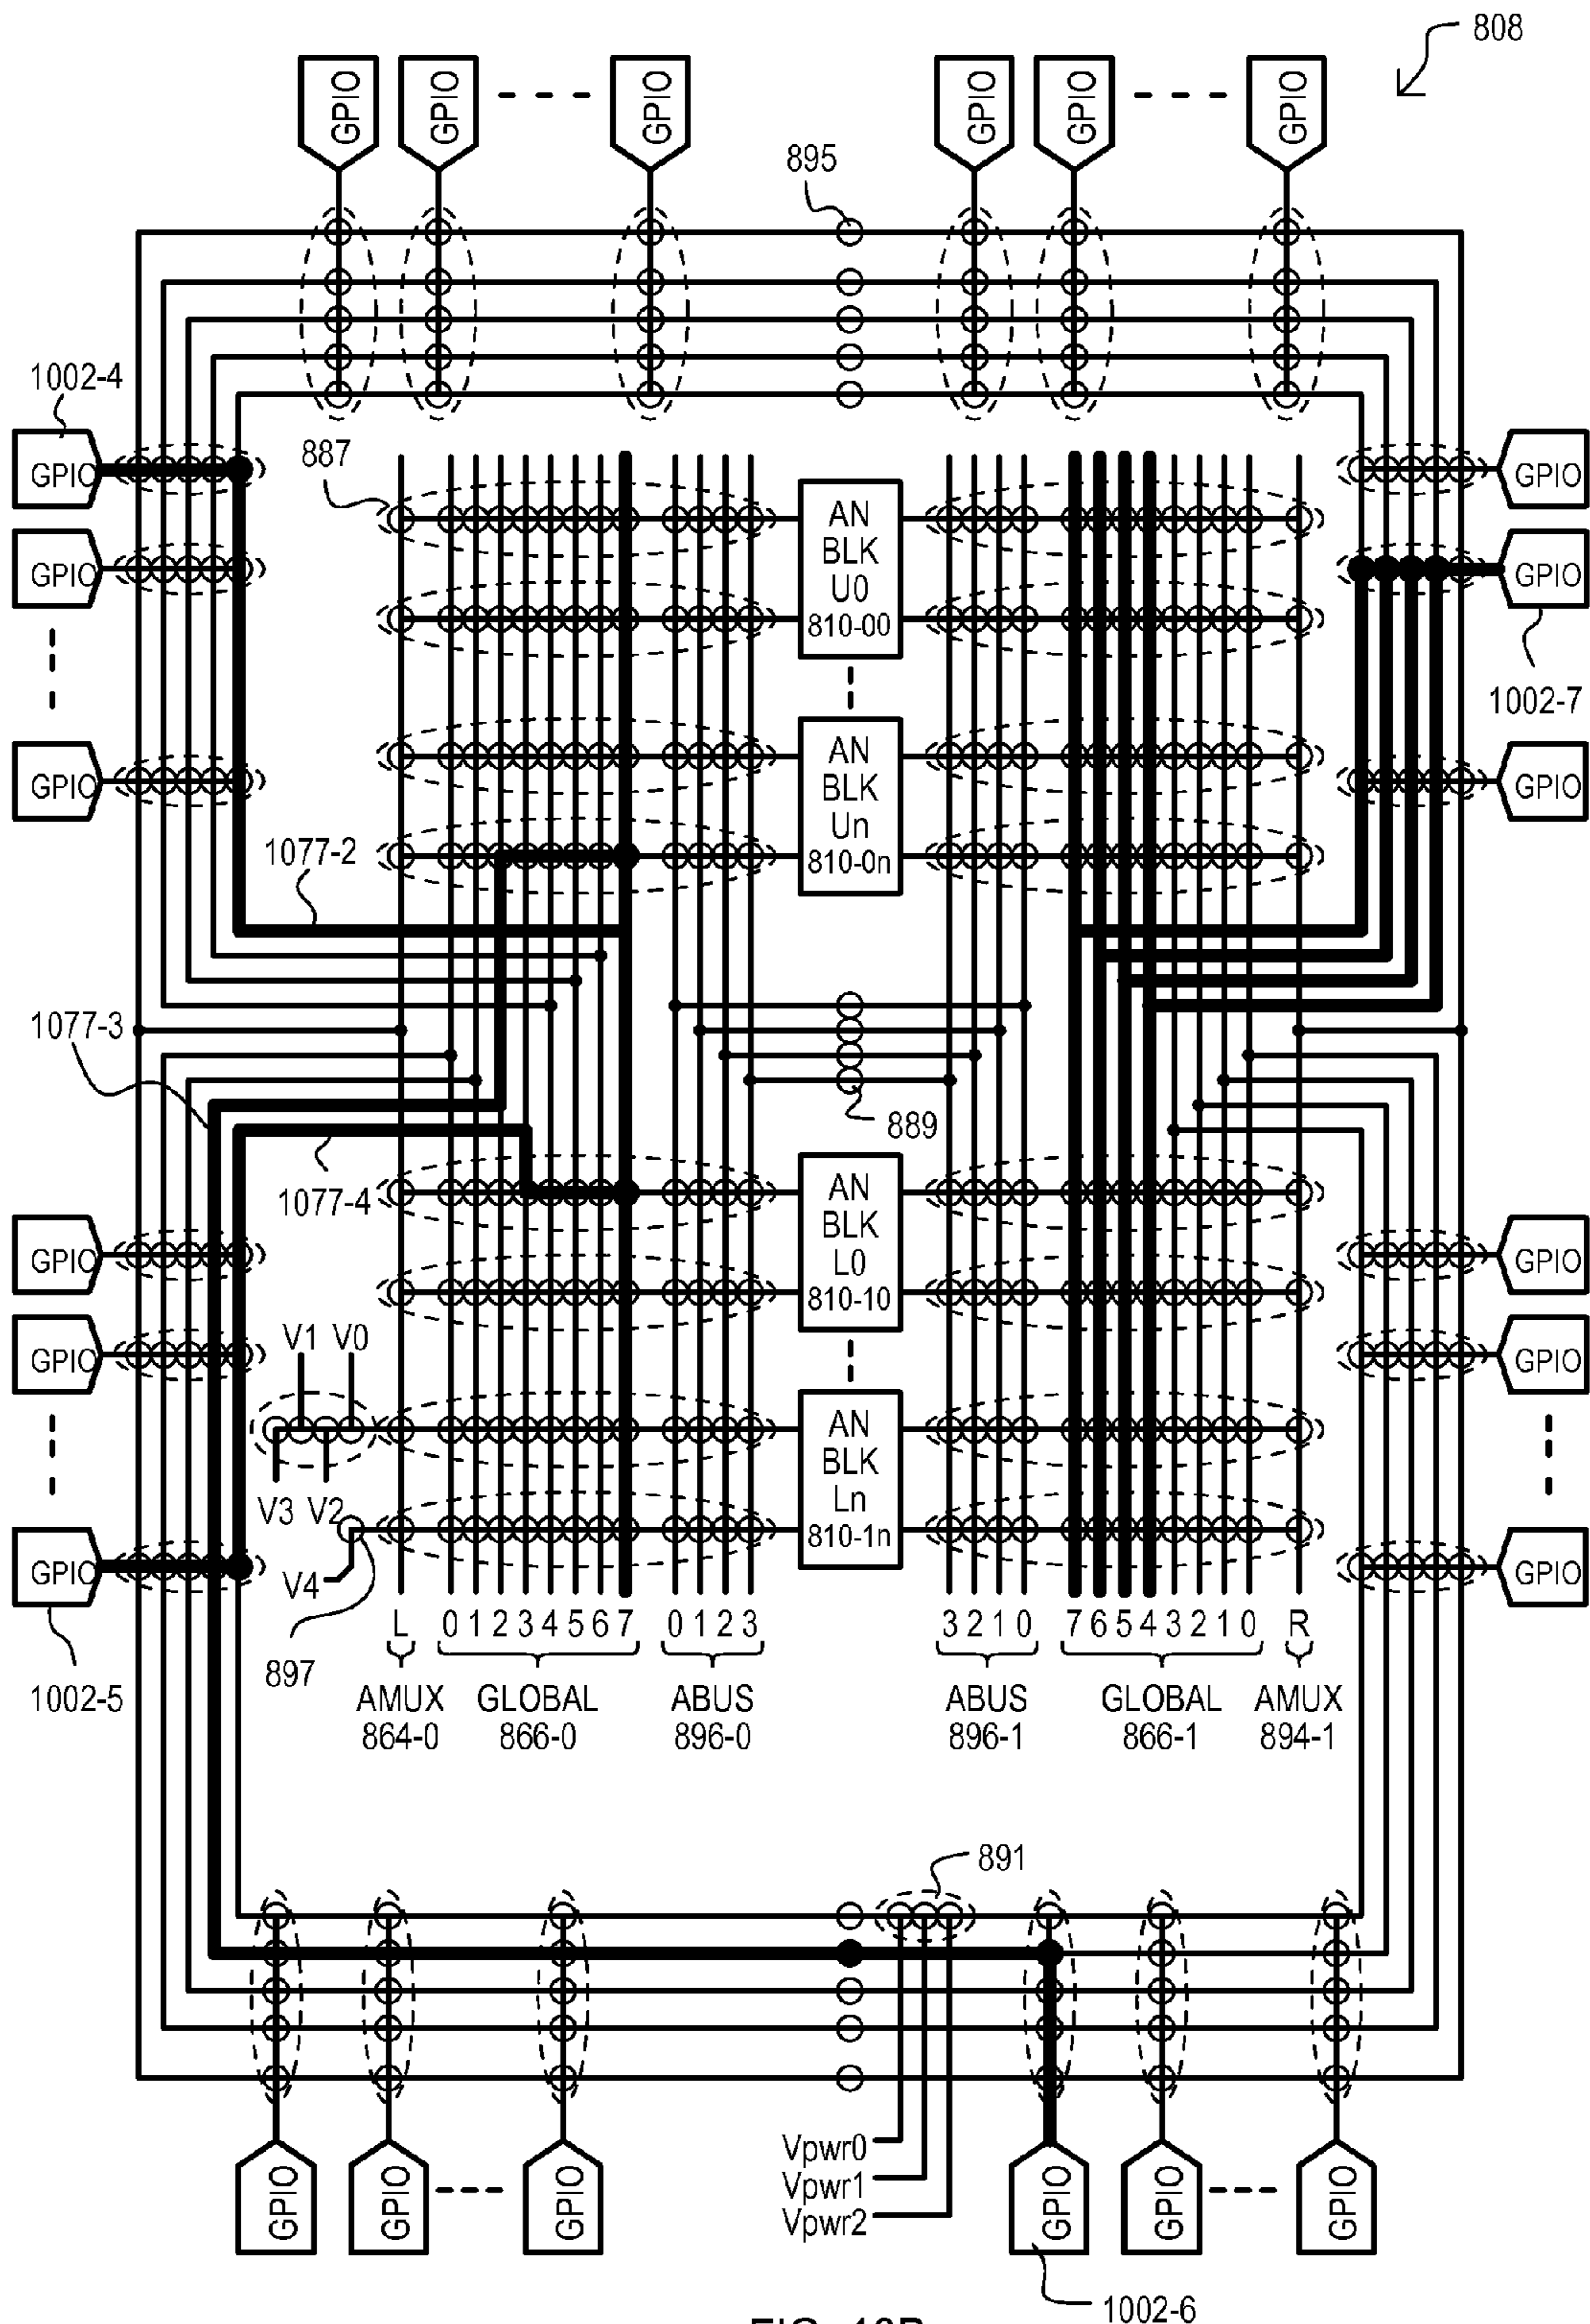 808
GPIO GPIO GPIO GPIO GPIO GPIO
895
1002-4
887
GPIO GPIO
AN
BLK
U0
810-00
GPIO GPIO
1002-7
GPIO GPIO
AN
BLK
Un
810-0n
1077-2
1077-3
889
1077-4
AN
BLK
L0
810-10
GPIO GPIO
V1 V0
GPIO GPIO
AN
BLK
Ln
810-1n
V3 V2
GPIO GPIO
V4
L 0 1 2 3 4 5 6 7 0 1 2 3 3 2 1 0 7 6 5 4 3 2 1 0 R
897
1002-5
AMUX GLOBAL ABUS ABUS GLOBAL AMUX
864-0 866-0 896-0 896-1 866-1 894-1
891
Vpwr0
Vpwr1
Vpwr2
GPIO GPIO GPIO GPIO GPIO GPIO
1002-6